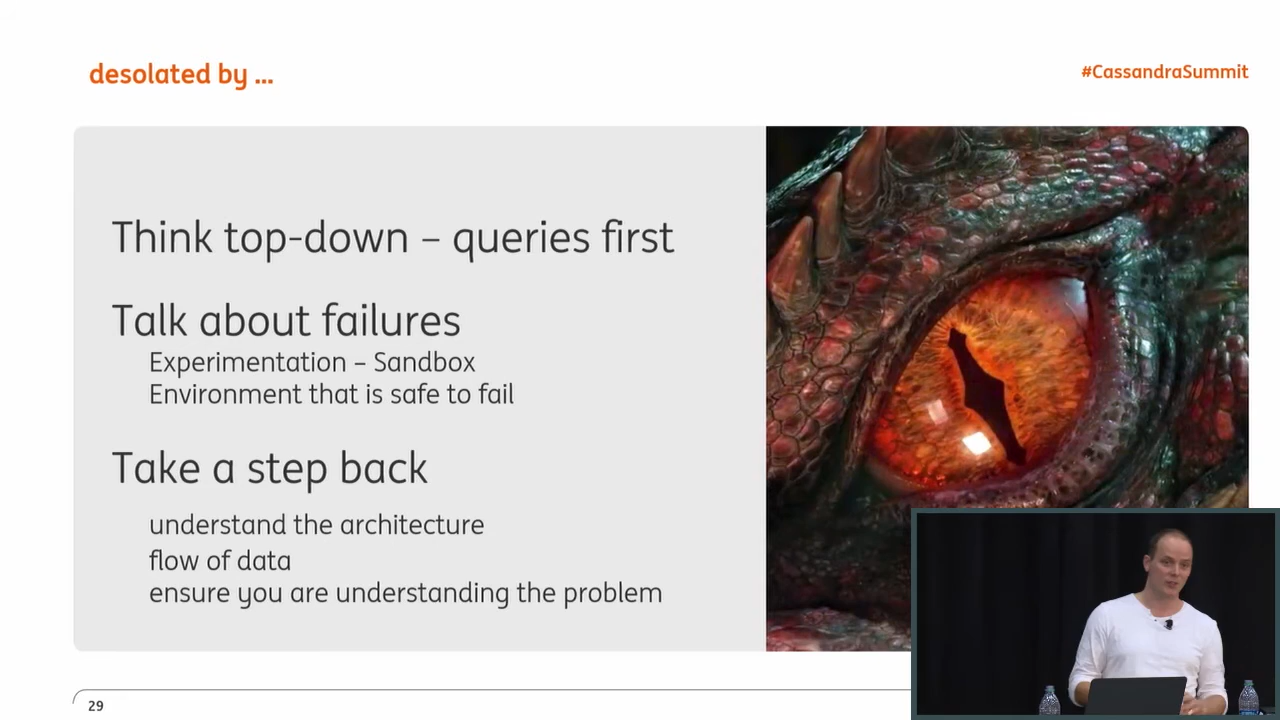 desolated by ...
#CassandraSummit
Think top-down – queries first
Talk about failures
Experimentation – Sandbox
Environment that is safe to fail
Take a step back
understand the architecture
flow of data
ensure you are understanding the problem
29